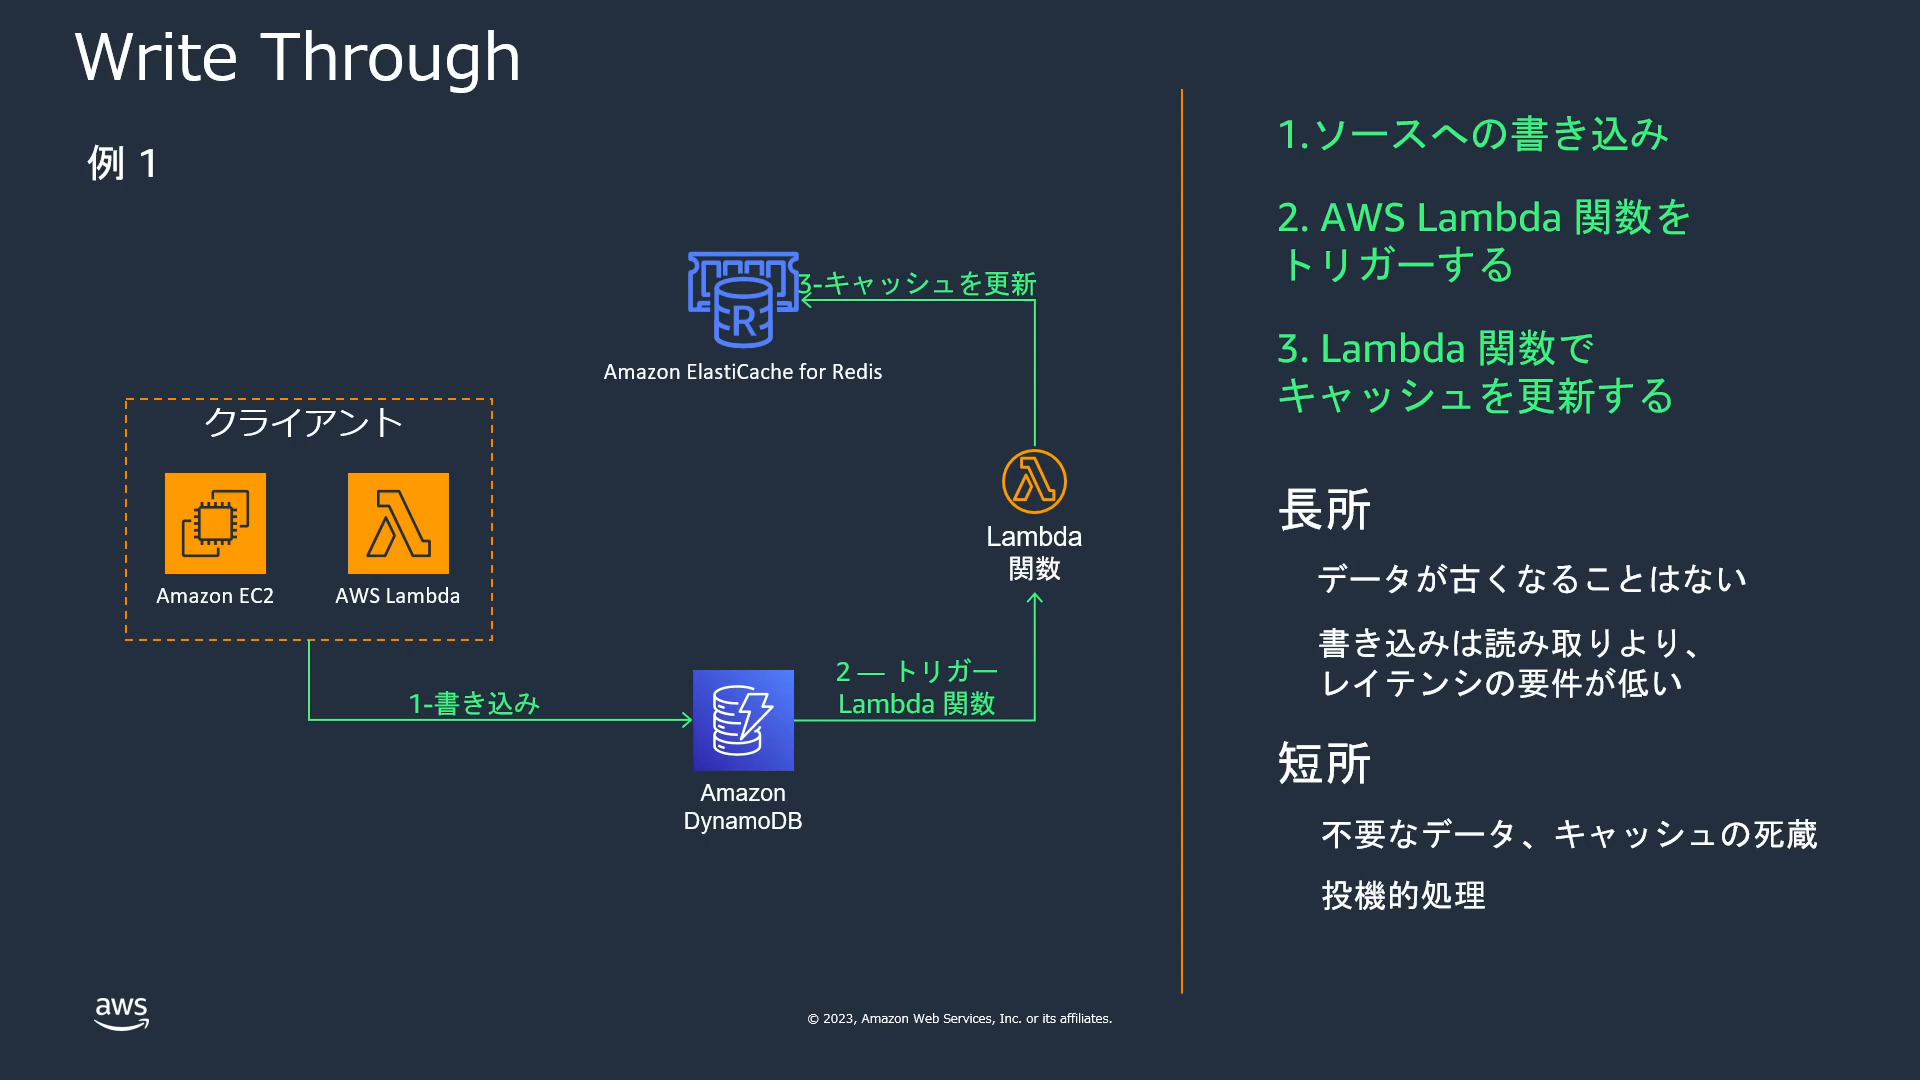 Write Through
例 1
3-キャッシュを更新
R
Amazon ElastiCache for Redis
クライアント
Amazon EC2
AWS Lambda
Lambda
関数
1-書き込み
2 — トリガー
Lambda 関数
Amazon
DynamoDB
1.ソースへの書き込み
2. AWS Lambda 関数を
トリガーする
3. Lambda 関数で
キャッシュを更新する
長所
データが古くなることはない
書き込みは読み取りより、
レイテンシの要件が低い
短所
不要なデータ、キャッシュの死蔵
投機的処理
aws
© 2023, Amazon Web Services, Inc. or its affiliates.